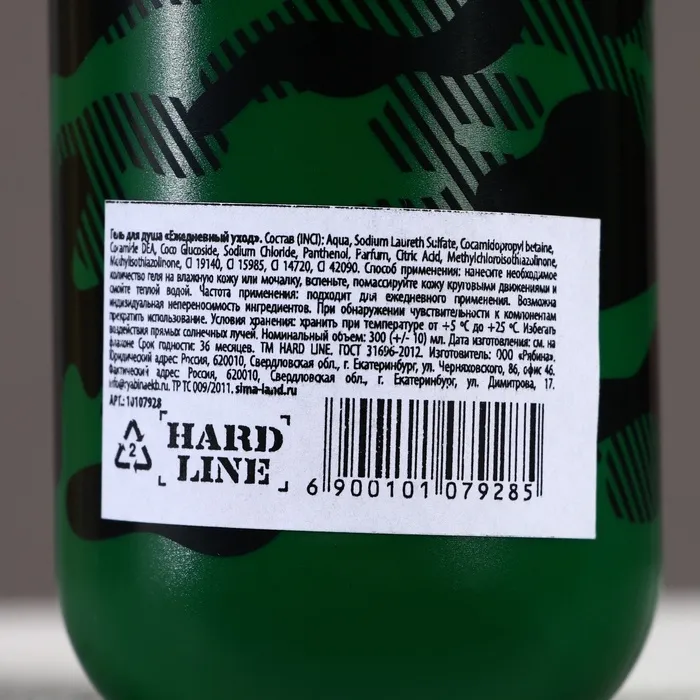 Гель для душа «Ежедневный уход». Состав (INCI): Aqua, Sodium Laureth Sulfate, Cocamidopropyl betaine,
Cocamide DEA, Coco Glucoside, Sodium Chloride, Panthenol, Parfum, Citric Acid, Methylchloroisothiazolinone,
Methylisothiazolinone, CI 19140, CI 15985, CI 14720, CI 42090. Способ применения: нанесите необходимое
количество геля на влажную кожу или мочалку, вспеньте, помассируйте кожу круговыми движениями и
смойте теплой водой. Частота применения: подходит для ежедневного применения. Возможна
индивидуальная непереносимость ингредиентов. При обнаружении чувствительности к компонентам
прекратить использование. Условия хранения: хранить при температуре от +5 °C до +25 °C. Избегать
воздействия прямых солнечных лучей. Номинальный объем: 300 (+/- 10) мл. Дата изготовления: см. на
флаконе Срок годности: 36 месяцев. TM HARD LINE. ГОСТ 31696-2012. Изготовитель: ООО «Рябина».
Юридический адрес: Россия, 620010, Свердловская обл., г. Екатеринбург, ул. Черняховского, 86, офис 46.
Фактический адрес: Россия, 620010, Свердловская обл., г. Екатеринбург, ул. Димитрова, 17.
info@ryabinaekb.ru. ТР ТС 009/2011. sima-land.ru
АРТ.: 10107928
2
HARD
LINE
6 900101 079285